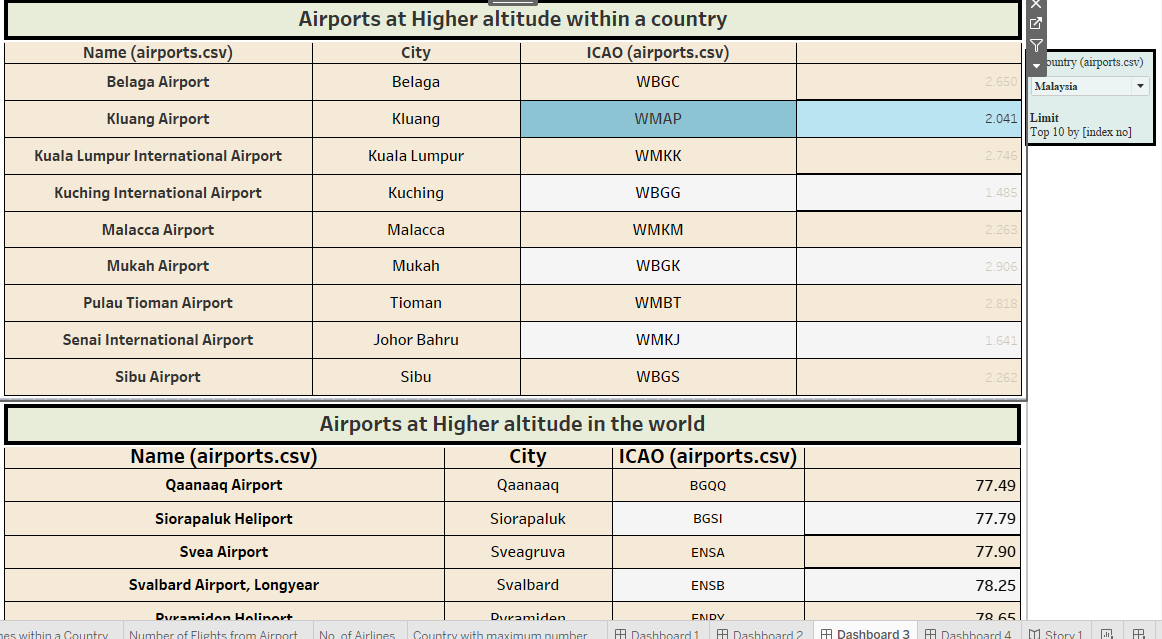 Airports at Higher altitude within a country
Name (airports.csv) City ICAO (airports.csv)
Belaga Airport Belaga WBGC 2.650
Kluang Airport Kluang WMAP 2.041
Kuala Lumpur International Airport Kuala Lumpur WMKK 2.746
Kuching International Airport Kuching WBGG 1.485
Malacca Airport Malacca WMKM 2.263
Mukah Airport Mukah WBGK 2.906
Pulau Tioman Airport Tioman WMBT 2.818
Senai International Airport Johor Bahru WMKJ 1.641
Sibu Airport Sibu WBGS 2.262
ountry (airports.csv)
Malaysia
Limit
Top 10 by [index no]
Airports at Higher altitude in the world
Name (airports.csv) City ICAO (airports.csv)
Qaanaaq Airport Qaanaaq BGQQ 77.49
Siorapaluk Heliport Siorapaluk BGSI 77.79
Svea Airport Sveagruva ENSA 77.90
Svalbard Airport, Longyear Svalbard ENSB 78.25
Pyramiden Heliport Pyramiden ENPY 78.65
nes within a Country Number of Flights from Airport No. of Airlines Country with maximum number Dashboard 1 Dashboard 2 Dashboard 3 Dashboard 4 Story 1